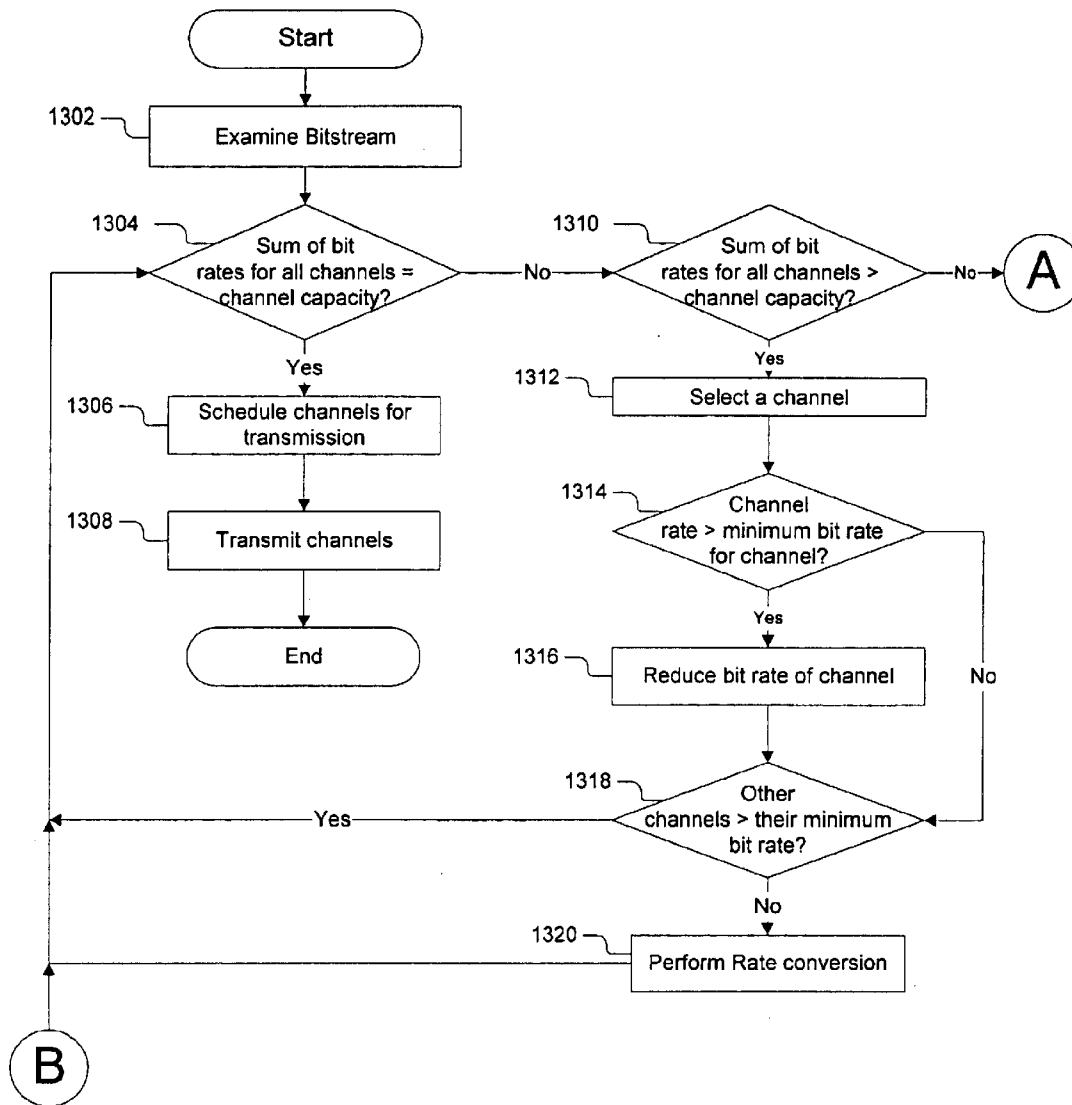 Start
1302
Examine Bitstream
1304
Sum of bit
rates for all channels =
channel capacity?
No
1310
Sum of bit
rates for all channels >
channel capacity?
No
A
Yes
Yes
1306
Schedule channels for
transmission
1312
Select a channel
1308
Transmit channels
1314
Channel
rate > minimum bit rate
for channel?
Yes
No
End
1316
Reduce bit rate of channel
1318
Other
channels > their minimum
bit rate?
Yes
No
1320
Perform Rate conversion
B